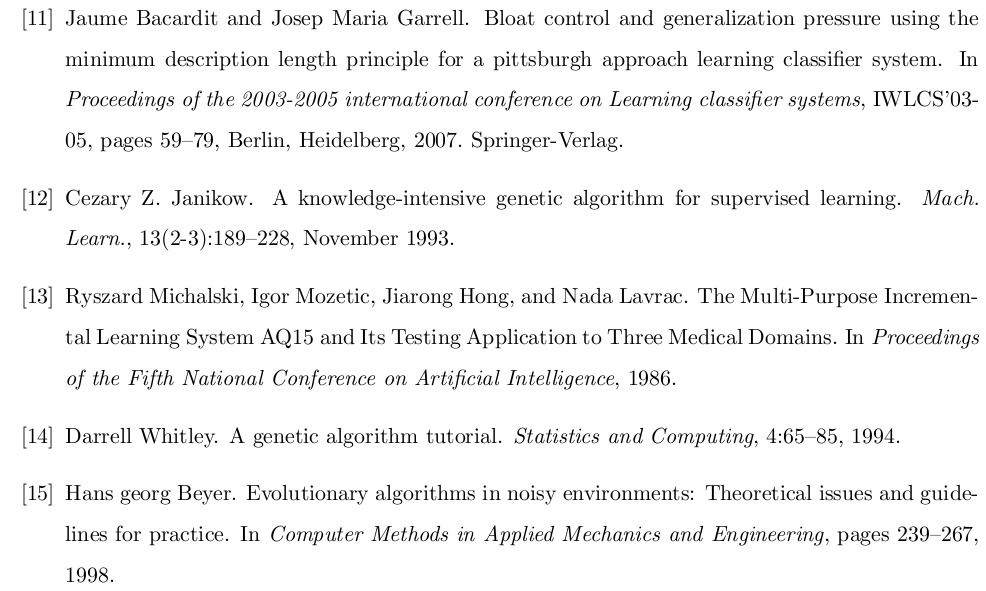 [11] Jaume Bacardit and Josep Maria Garrell. Bloat control and generalization pressure using the
minimum description length principle for a pittsburgh approach learning classifier system. In
Proceedings of the 2003-2005 international conference on Learning classifier systems, IWLCS'03-
05, pages 59–79, Berlin, Heidelberg, 2007. Springer-Verlag.
[12] Cezary Z. Janikow. A knowledge-intensive genetic algorithm for supervised learning. Mach.
Learn., 13(2-3):189–228, November 1993.
[13] Ryszard Michalski, Igor Mozetic, Jiarong Hong, and Nada Lavrac. The Multi-Purpose Incremen-
tal Learning System AQ15 and Its Testing Application to Three Medical Domains. In Proceedings
of the Fifth National Conference on Artificial Intelligence, 1986.
[14] Darrell Whitley. A genetic algorithm tutorial. Statistics and Computing, 4:65–85, 1994.
[15] Hans georg Beyer. Evolutionary algorithms in noisy environments: Theoretical issues and guide-
lines for practice. In Computer Methods in Applied Mechanics and Engineering, pages 239–267,
1998.